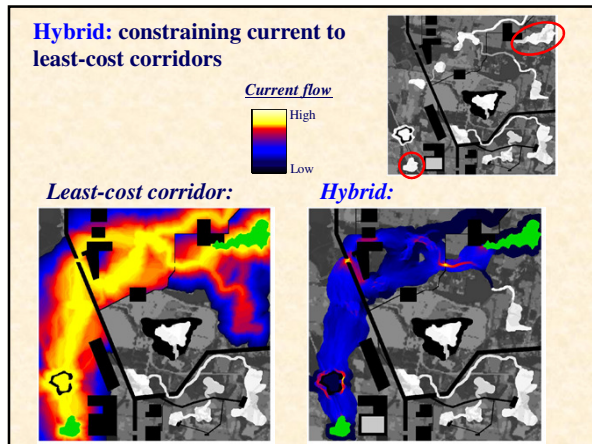 Hybrid: constraining current to
least-cost corridors
Current flow
High
Low
Least-cost corridor:
Hybrid: